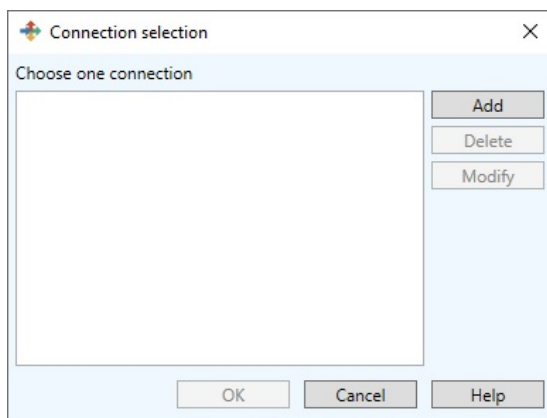 Connection selection
Choose one connection
Add
Delete
Modify
OK
Cancel
Help